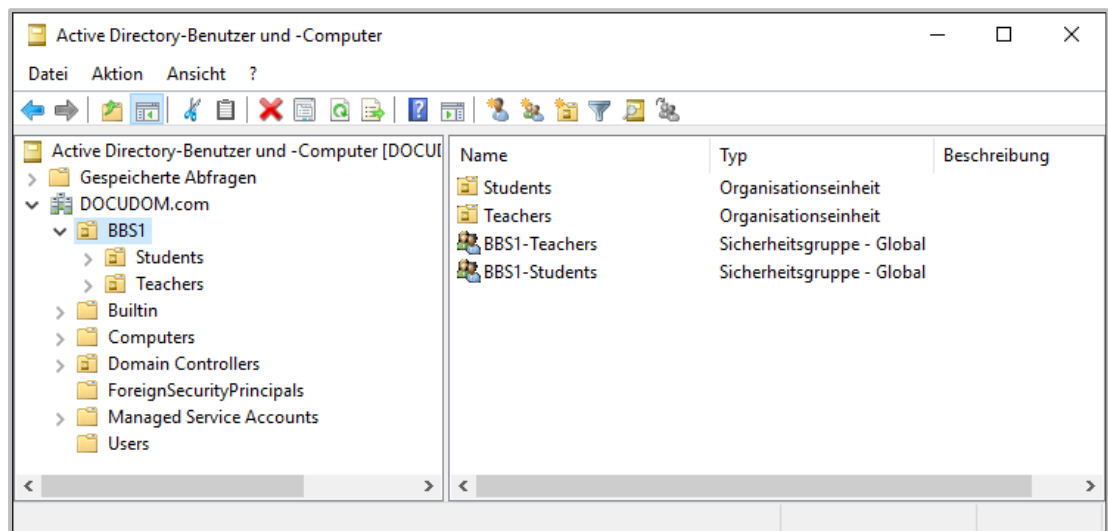 Active Directory-Benutzer und -Computer
Datei Aktion Ansicht ?
Active Directory-Benutzer und -Computer [DOCUI
Gespeicherte Abfragen
DOCUDOM.com
BBS1
Students
Teachers
Builtin
Computers
Domain Controllers
ForeignSecurityPrincipals
Managed Service Accounts
Users
Name Typ Beschreibung
Students Organisationseinheit
Teachers Organisationseinheit
BBS1-Teachers Sicherheitsgruppe - Global
BBS1-Students Sicherheitsgruppe - Global